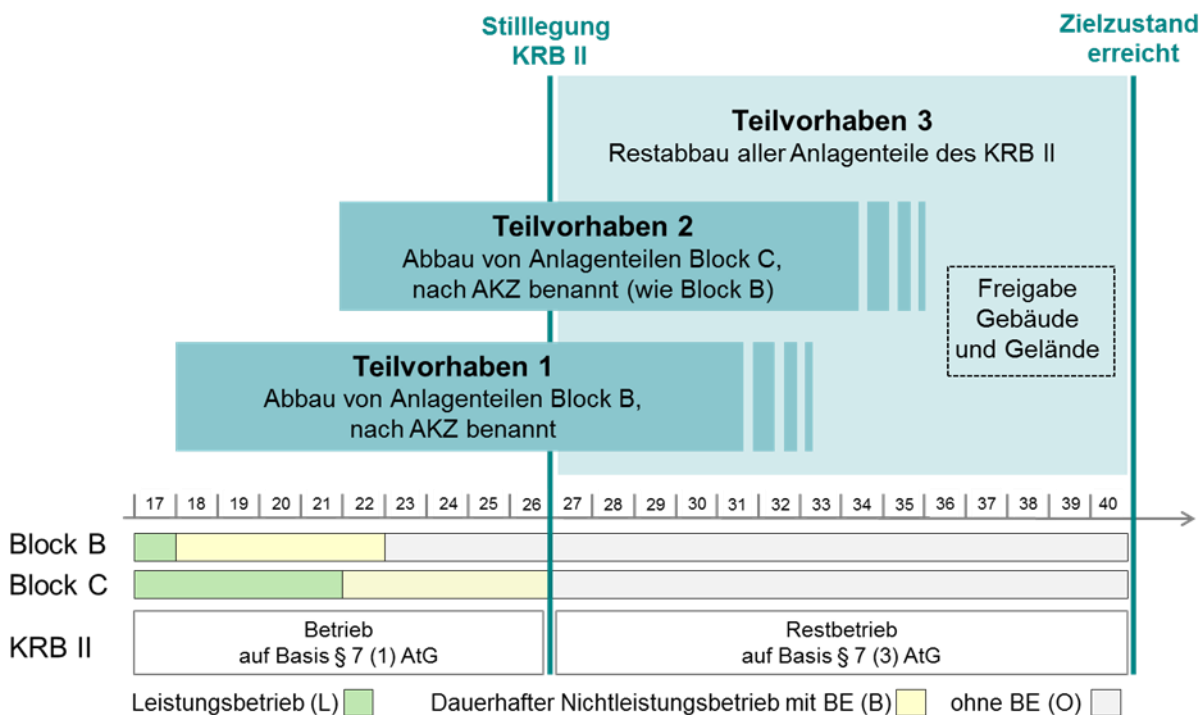 Stilllegung
KRB II
Zielzustand
erreicht
Teilvorhaben 3
Restabbau aller Anlagenteile des KRB II
Teilvorhaben 2
Abbau von Anlagenteilen Block C,
nach AKZ benannt (wie Block B)
Freigabe
Gebäude
und Gelände
Teilvorhaben 1
Abbau von Anlagenteilen Block B,
nach AKZ benannt
17 18 19 20 21 22 23 24 25 26 27 28 29 30 31 32 33 34 35 36 37 38 39 40
Block B
Block C
KRB II
Betrieb
auf Basis § 7 (1) AtG
Restbetrieb
auf Basis § 7 (3) AtG
Leistungsbetrieb (L) Dauerhafter Nichtleistungsbetrieb mit BE (B) ohne BE (O)